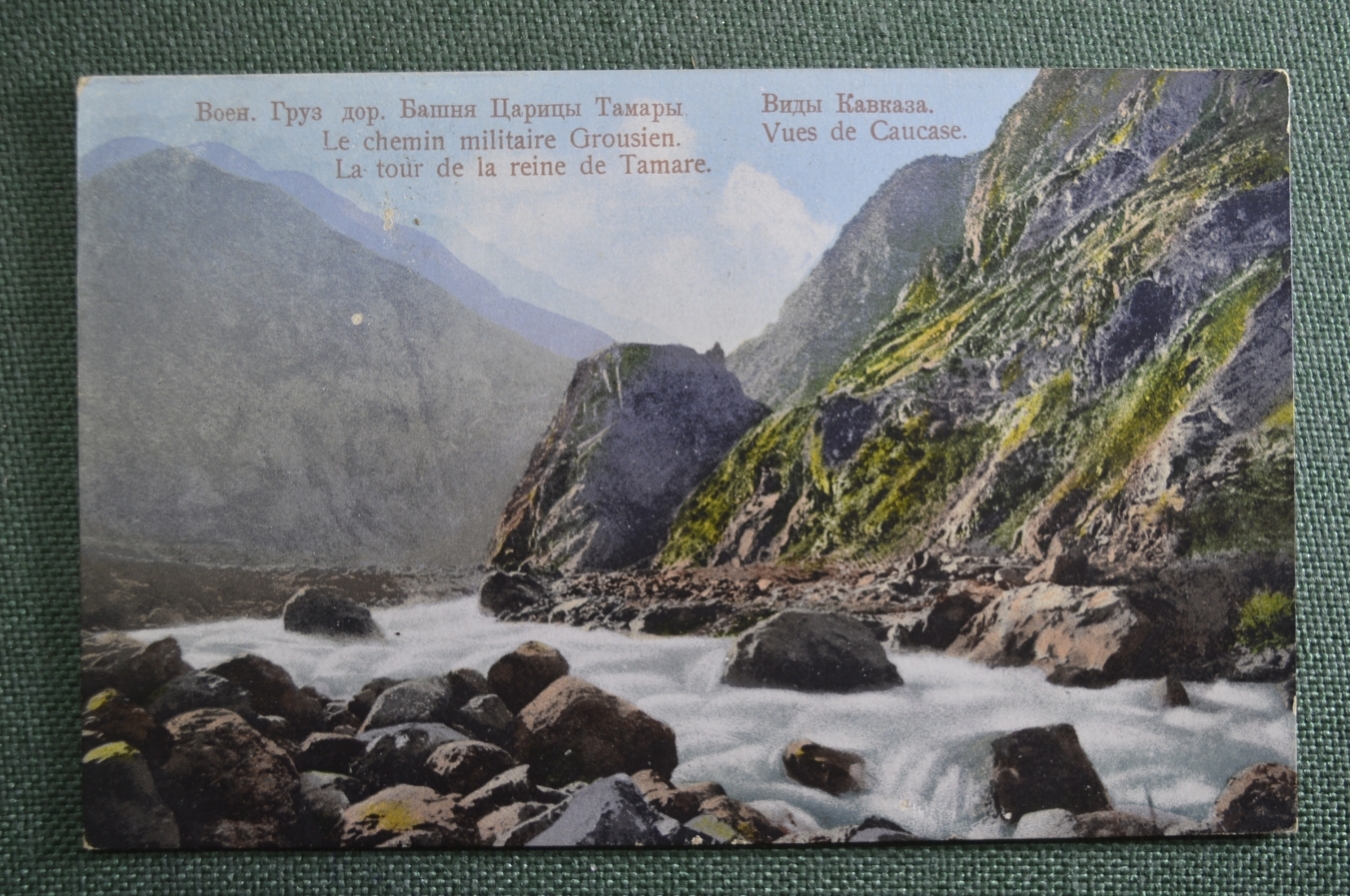 Воен. Груз дор. Башня Царицы Тамары
Le chemin militaire Grousien.
La tour de la reine de Tamare.
Виды Кавказа.
Vues de Caucase.